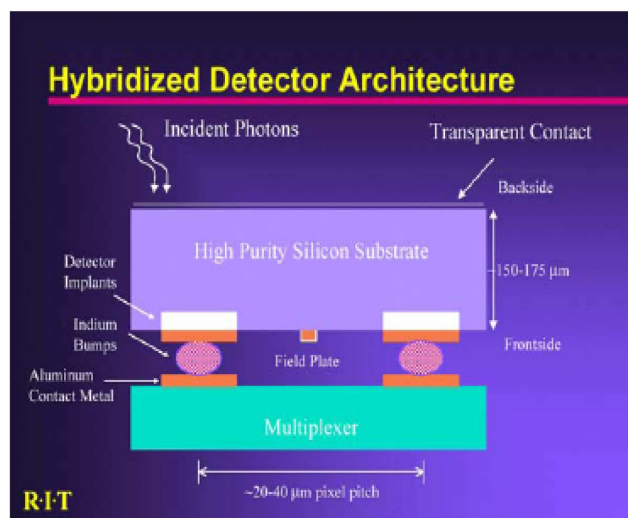 Hybridized Detector Architecture
Incident Photons
Transparent Contact
Backside
High Purity Silicon Substrate
~150-175 μm
Detector
Implants
Indium
Bumps
Field Plate
Frontside
Aluminum
Contact Metal
Multiplexer
~20-40 μm pixel pitch
R·I·T